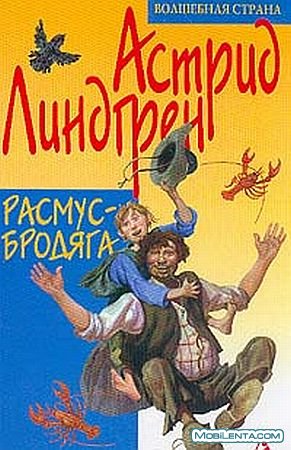 ВОЛШЕБНАЯ СТРАНА
Астрид
Линдгрен
РАСМУС-
БРОДЯГА
MOBILENTA.COM